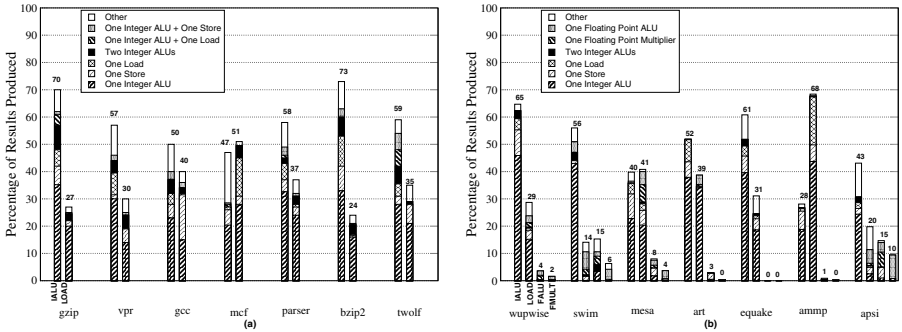 Percentage of Results Produced
100
90
80
70
60
50
40
30
20
10
0
Other
One Integer ALU + One Store
One Integer ALU + One Load
Two Integer ALUs
One Load
One Store
One Integer ALU
70
27
57
30
50
40
47
51
58
37
73
24
59
35
IALU
LOAD
gzip
vpr
gcc
mcf
parser
bzip2
twolf
(a)
Percentage of Results Produced
100
90
80
70
60
50
40
30
20
10
0
Other
One Floating Point ALU
One Floating Point Multiplier
Two Integer ALUs
One Load
One Store
One Integer ALU
65
29
4
2
56
14
15
6
40
41
8
4
52
39
3
0
61
31
0
0
28
68
1
0
43
20
15
10
IALU
LOAD
FALU
FMULT
wupwise
swim
mesa
art
equake
ammp
apsi
(b)